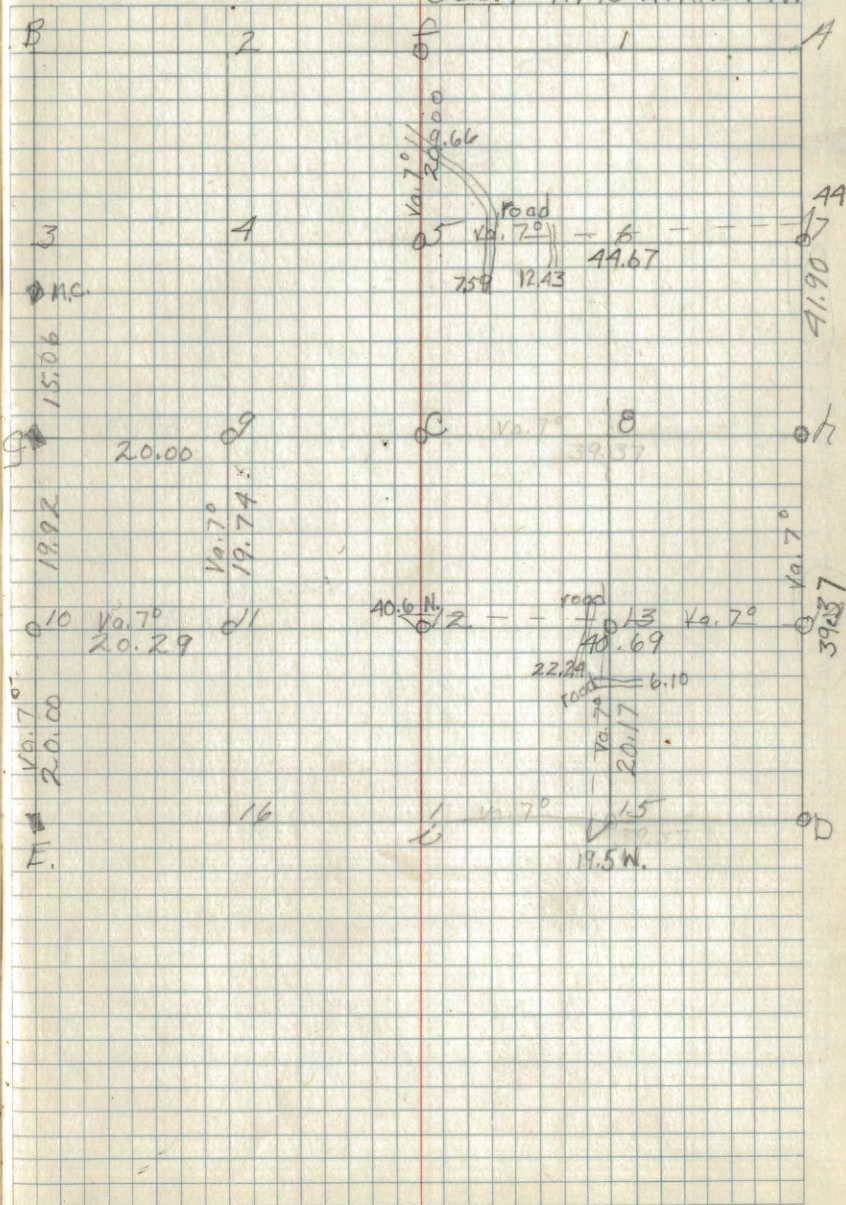 B 2 D 1 A
Va. 7° 20.00
9.66
road
3 4 5 Va. 7° 6 44 7
44.67
7.59 12.43
41.90
M.C.
15.06
G 9 C Va. 7° 8 h
20.00 39.37
19.92
Va. 7° 19.74
Va. 7°
39.37
40.6 N. road
10 Va. 7° 11 12 13 Va. 7°
20.29 40.69
22.24
road 6.10
Va. 7° 20.00
Va. 7° 20.17
16 1 Va. 7° 15 D
E. i
19.5 W.